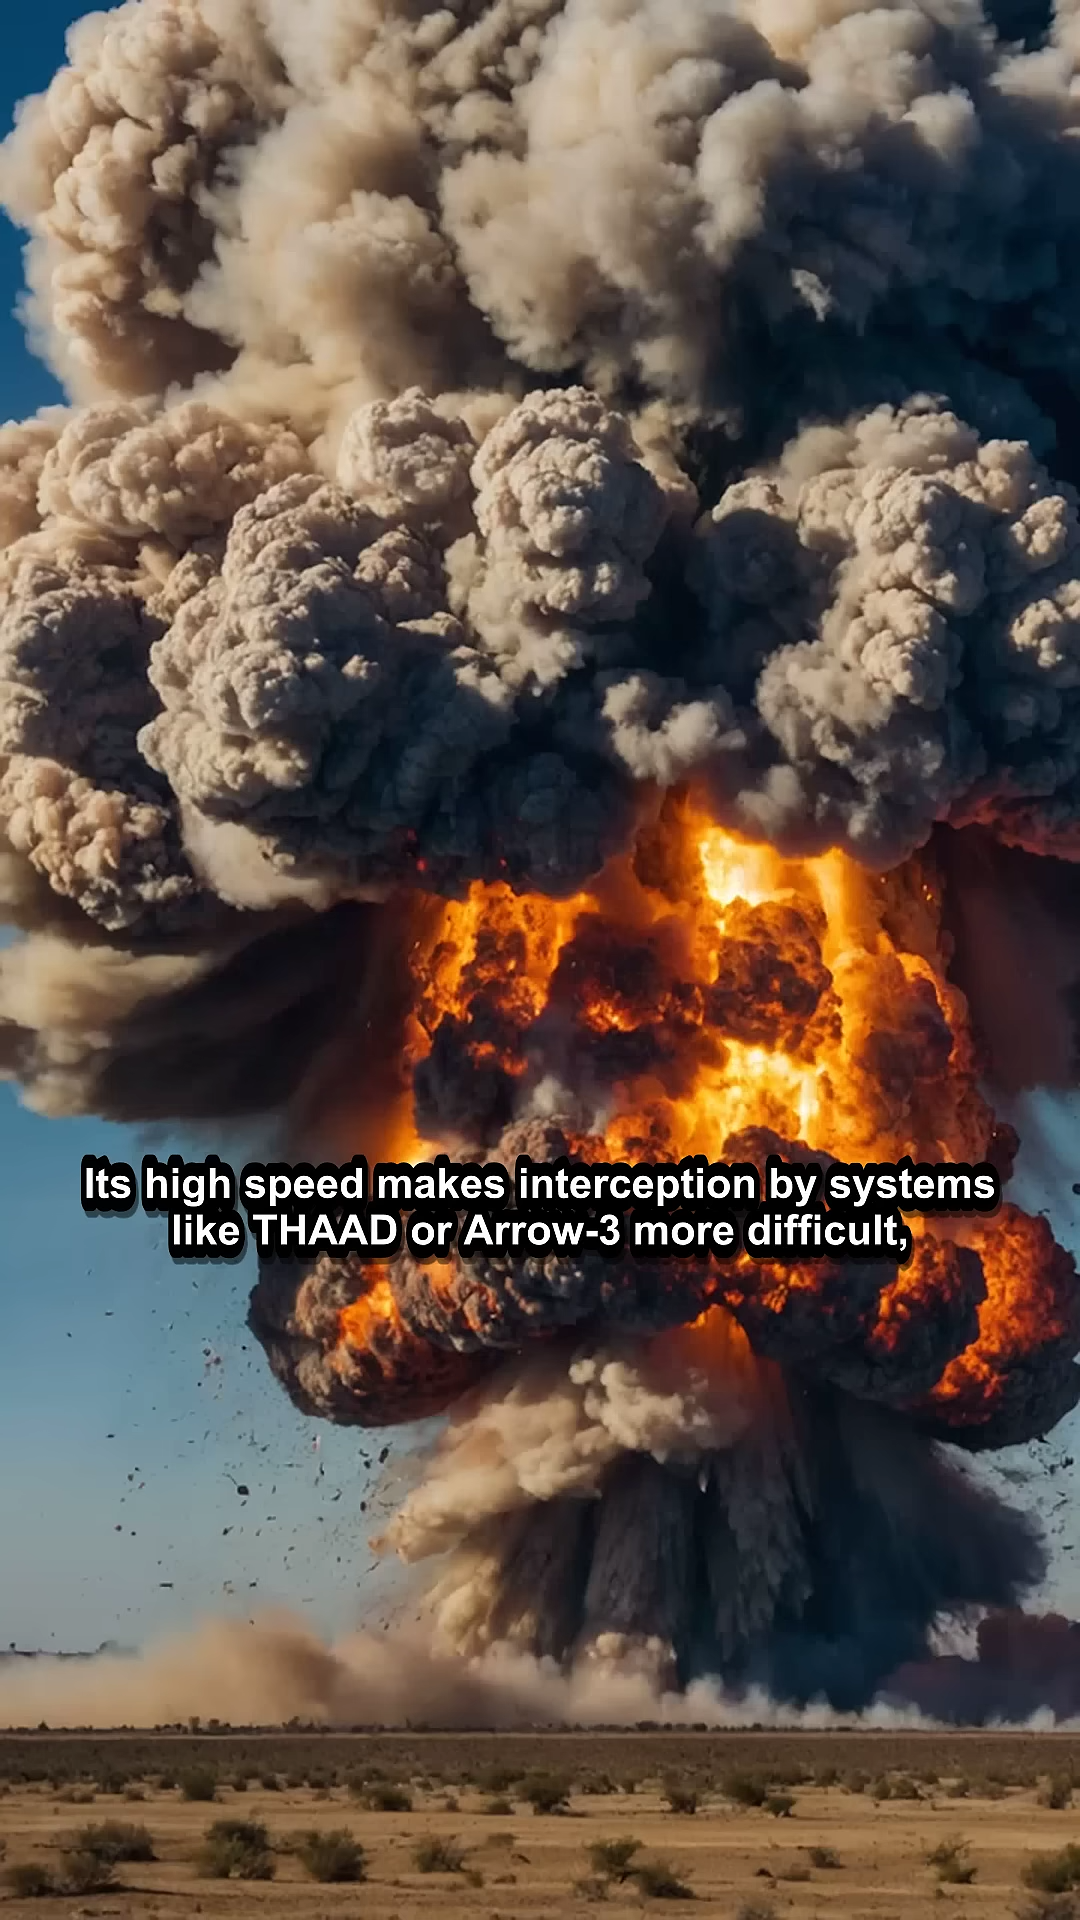 Its high speed makes interception by systems
like THAAD or Arrow-3 more difficult,